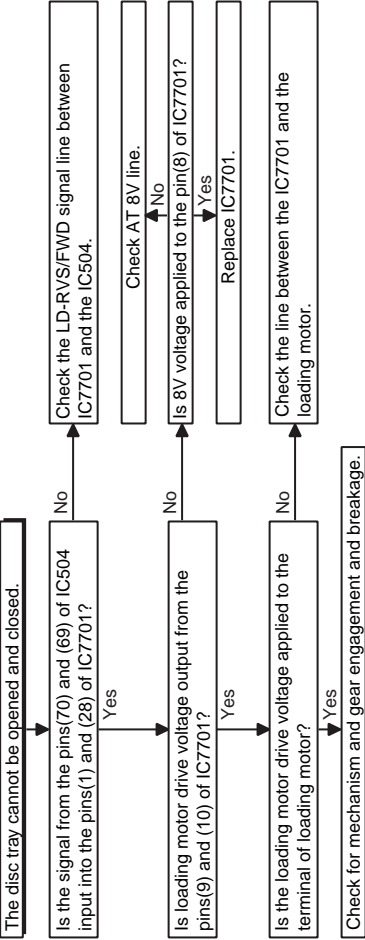 The disc tray cannot be opened and closed.
Is the signal from the pins(70) and (69) of IC504
input into the pins(1) and (28) of IC7701?
No
Check the LD-RVS/FWD signal line between
IC7701 and the IC504.
Yes
Is loading motor drive voltage output from the
pins(9) and (10) of IC7701?
No
Check AT 8V line.
No
Is 8V voltage applied to the pin(8) of IC7701?
Yes
Replace IC7701.
Yes
Is the loading motor drive voltage applied to the
terminal of loading motor?
No
Check the line between the IC7701 and the
loading motor.
Yes
Check for mechanism and gear engagement and breakage.